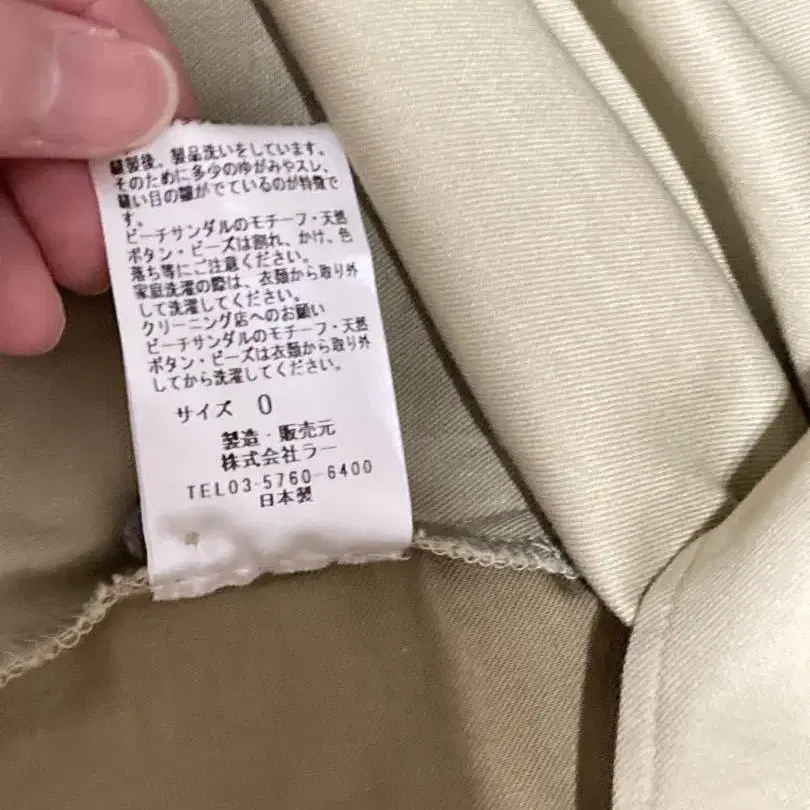 縫製後、製品洗いをしています。
そのために多少のゆがみやスレ、
縫い目の皺がでているのが特徴で
す。
ビーチサンダルのモチーフ・天然
ボタン・ビーズは割れ、かけ、色
落ち等にご注意ください。
家庭洗濯の際は、衣類から取り外
して洗濯してください。
クリーニング店へのお願い
ビーチサンダルのモチーフ・天然
ボタン・ビーズは衣類から取り外
してから洗濯してください。
サイズ 0
製造・販売元
株式会社ラー
TEL03-5760-6400
日本製